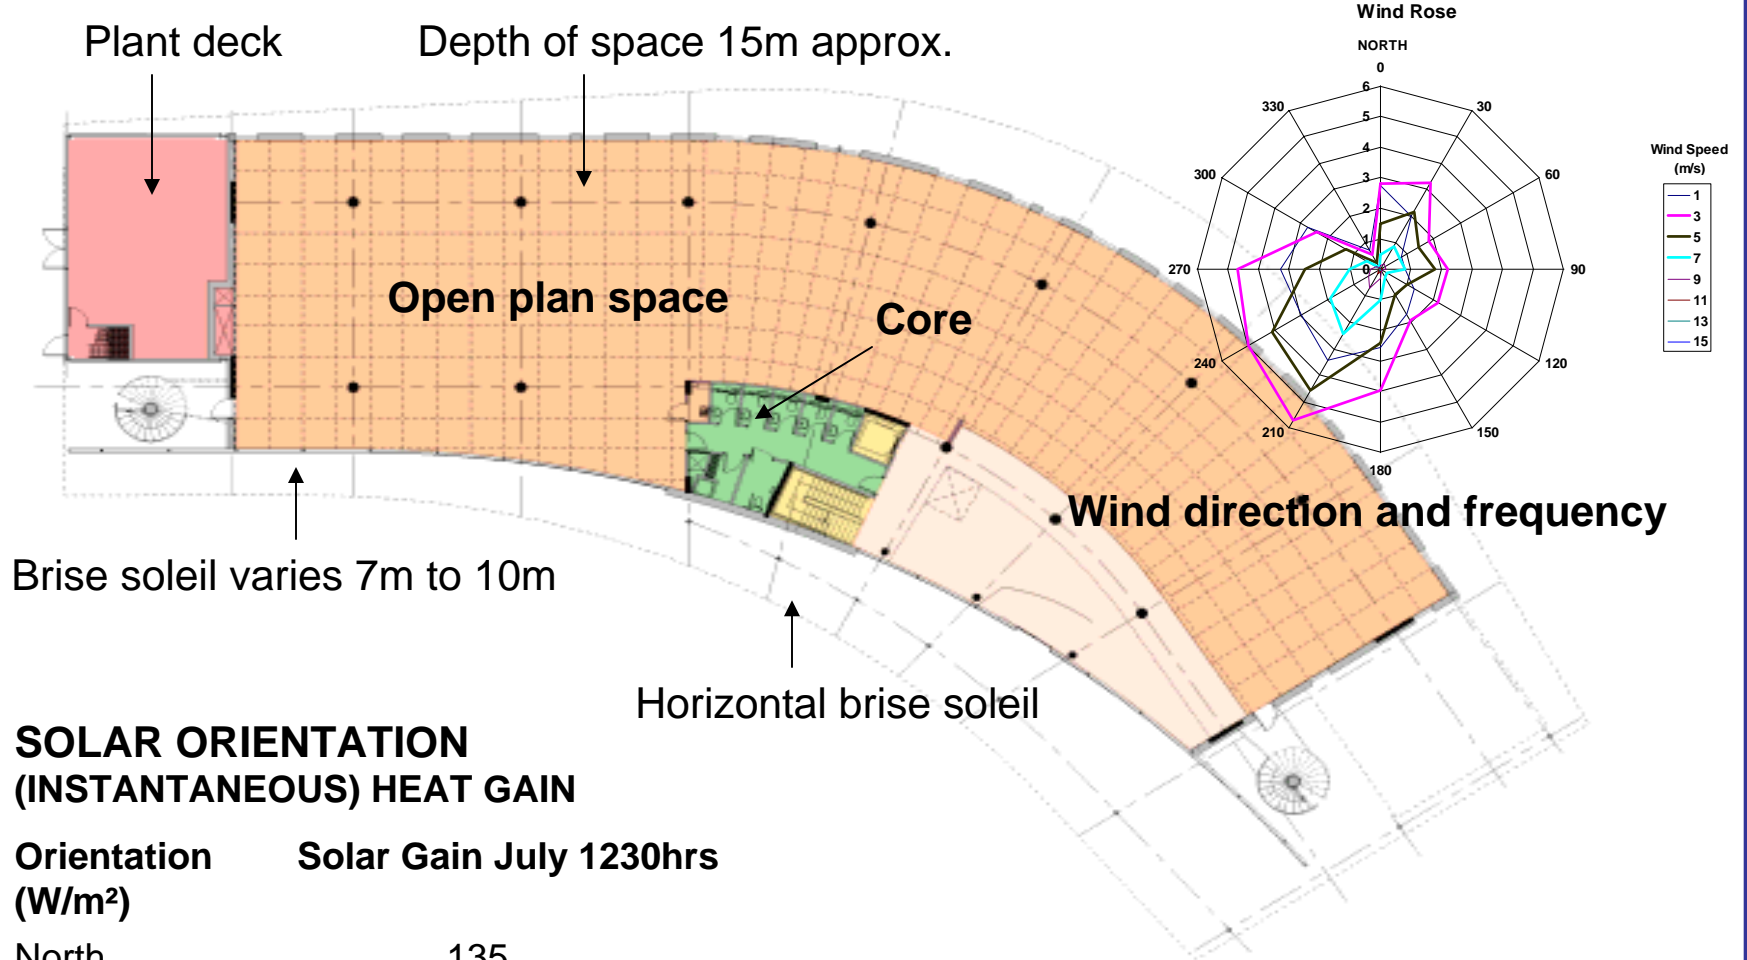 Wind Rose
Plant deck
Depth of space 15m approx.
NORTH
0
6
330
30
5
4
300
60
3
2
1
270
0
90
240
120
210
150
180
Wind Speed
(m/s)
1
3
5
7
9
11
13
15
Open plan space
Core
Wind direction and frequency
Brise soleil varies 7m to 10m
Horizontal brise soleil
SOLAR ORIENTATION
(INSTANTANEOUS) HEAT GAIN
Orientation Solar Gain July 1230hrs
(W/m²)
North 135